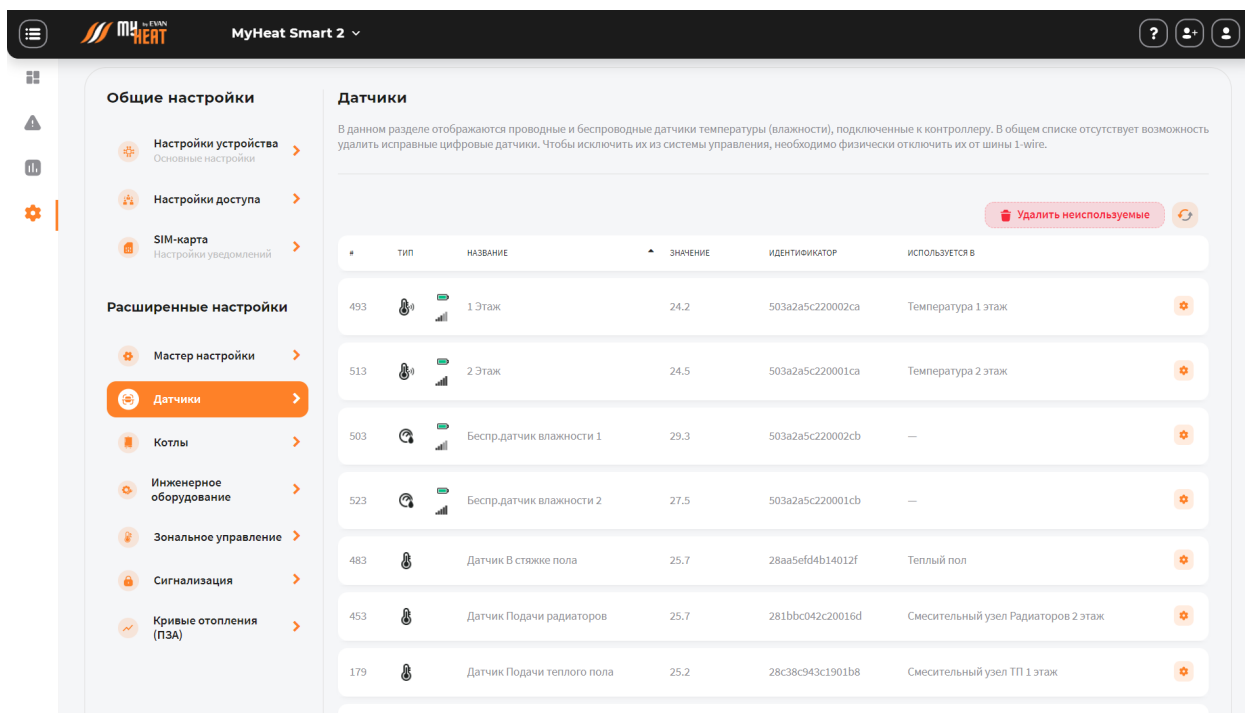 MYHEAT by EVAN
MyHeat Smart 2
?
Общие настройки
Настройки устройства
Основные настройки
Настройки доступа
SIM-карта
Настройки уведомлений
Расширенные настройки
Мастер настройки
Датчики
Котлы
Инженерное
оборудование
Зональное управление
Сигнализация
Кривые отопления
(ПЗА)
Датчики
В данном разделе отображаются проводные и беспроводные датчики температуры (влажности), подключенные к контроллеру. В общем списке отсутствует возможность
удалить исправные цифровые датчики. Чтобы исключить их из системы управления, необходимо физически отключить их от шины 1-wire.
Удалить неиспользуемые
# ТИП НАЗВАНИЕ ЗНАЧЕНИЕ ИДЕНТИФИКАТОР ИСПОЛЬЗУЕТСЯ В
493 1 Этаж 24.2 503a2a5c220002ca Температура 1 этаж
513 2 Этаж 24.5 503a2a5c220001ca Температура 2 этаж
503 Беспр.датчик влажности 1 29.3 503a2a5c220002cb —
523 Беспр.датчик влажности 2 27.5 503a2a5c220001cb —
483 Датчик В стяжке пола 25.7 28aa5efd4b14012f Теплый пол
453 Датчик Подачи радиаторов 25.7 281bbc042c20016d Смесительный узел Радиаторов 2 этаж
179 Датчик Подачи теплого пола 25.2 28c38c943c1901b8 Смесительный узел ТП 1 этаж